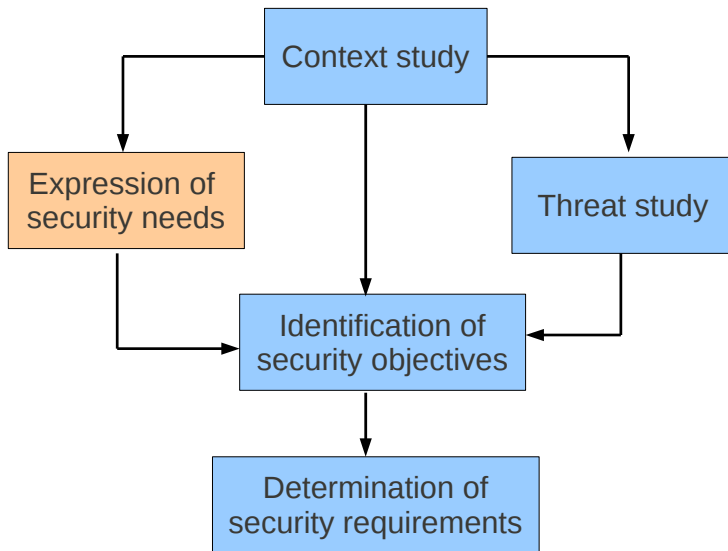 Context study
Expression of
security needs
Threat study
Identification of
security objectives
Determination of
security requirements